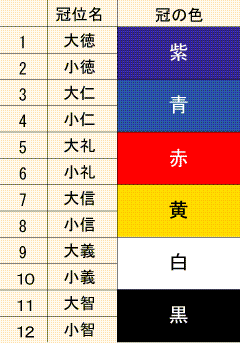 冠位名 冠の色
1 大徳 紫
2 小徳
3 大仁 青
4 小仁
5 大礼 赤
6 小礼
7 大信 黄
8 小信
9 大義 白
10 小義
11 大智 黒
12 小智